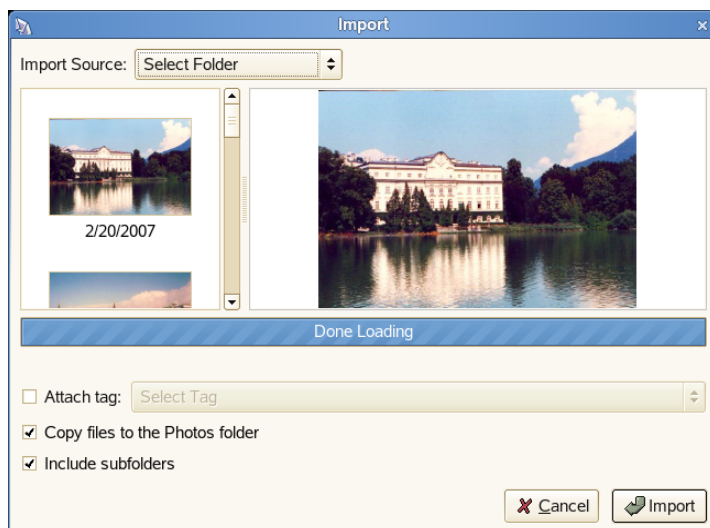 Import
Import Source: Select Folder
2/20/2007
Done Loading
Attach tag: Select Tag
Copy files to the Photos folder
Include subfolders
Cancel Import